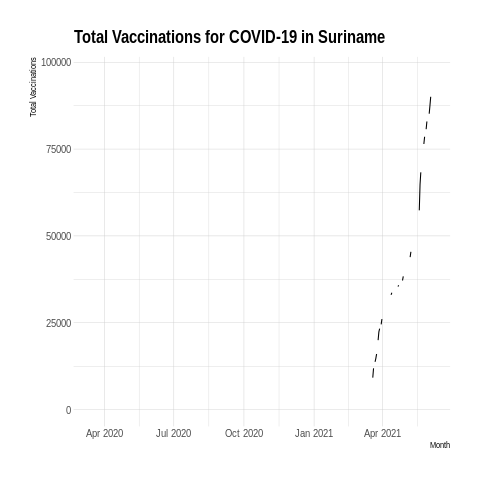 Total Vaccinations for COVID-19 in Suriname
Total Vaccinations
100000
75000
50000
25000
0
Apr 2020 Jul 2020 Oct 2020 Jan 2021 Apr 2021
Month